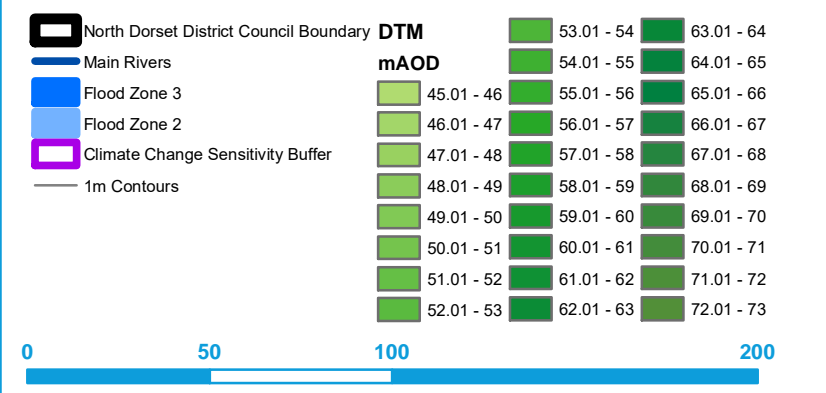 North Dorset District Council Boundary
Main Rivers
Flood Zone 3
Flood Zone 2
Climate Change Sensitivity Buffer
1m Contours
DTM
mAOD
45.01 - 46
46.01 - 47
47.01 - 48
48.01 - 49
49.01 - 50
50.01 - 51
51.01 - 52
52.01 - 53
53.01 - 54
54.01 - 55
55.01 - 56
56.01 - 57
57.01 - 58
58.01 - 59
59.01 - 60
60.01 - 61
61.01 - 62
62.01 - 63
63.01 - 64
64.01 - 65
65.01 - 66
66.01 - 67
67.01 - 68
68.01 - 69
69.01 - 70
70.01 - 71
71.01 - 72
72.01 - 73
0 50 100 200